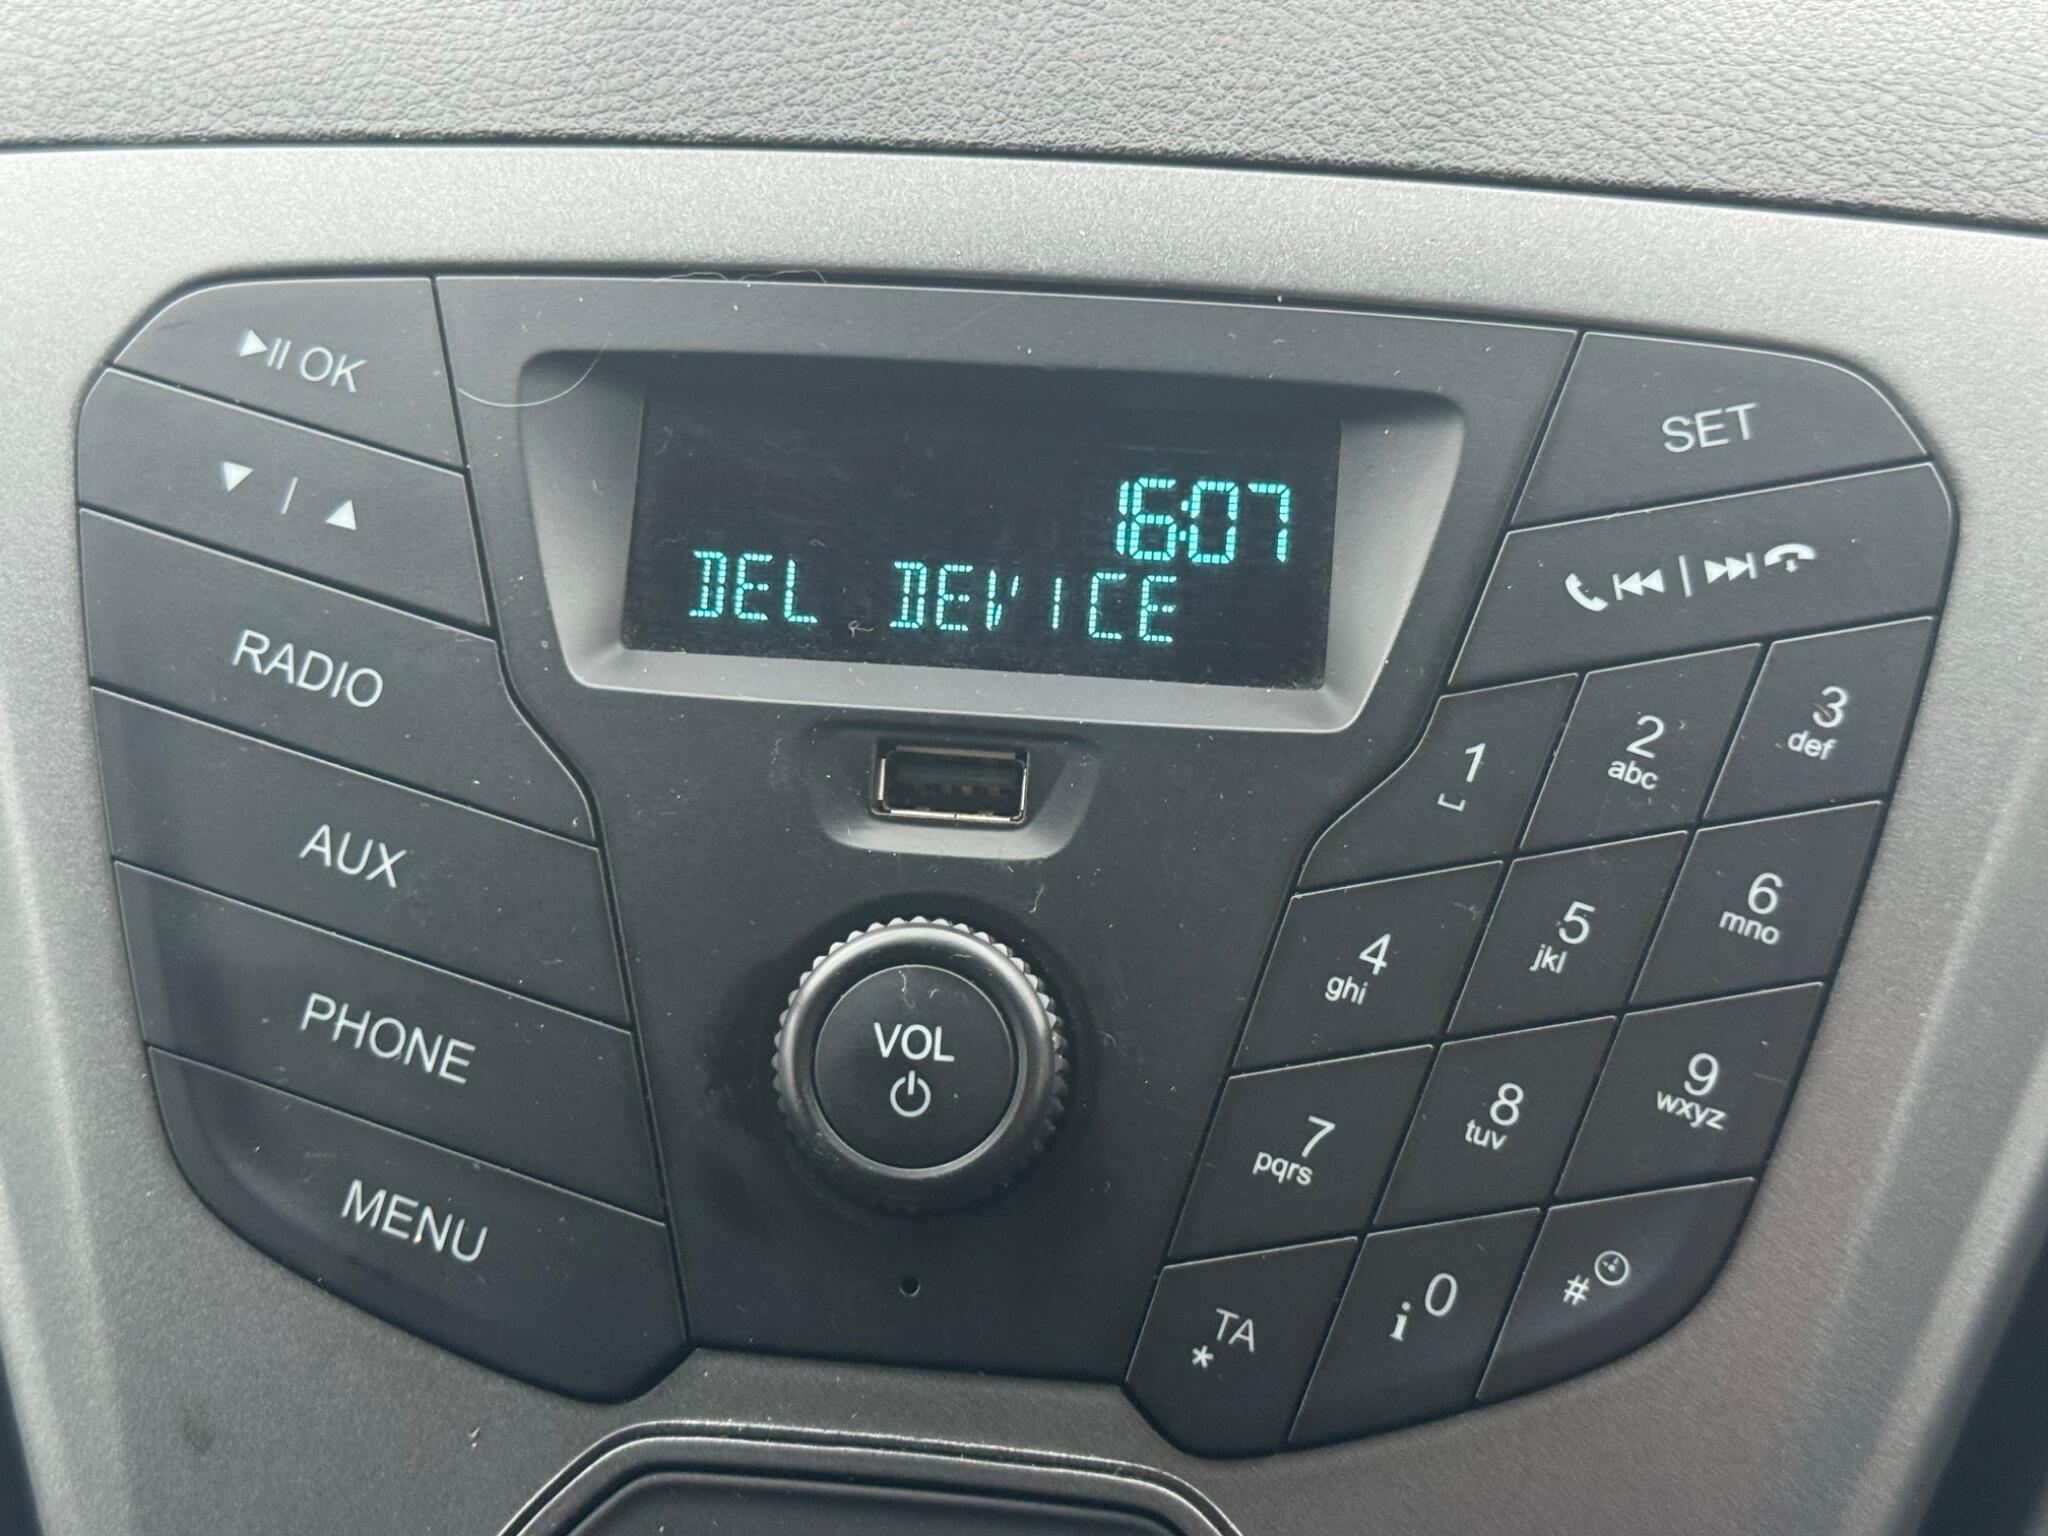 ▶II OK
▼ | ▲
RADIO
AUX
PHONE
MENU
16:07
DEL DEVICE
VOL
SET
|
1
2
abc
3
def
4
ghi
5
jkl
6
mno
7
pqrs
8
tuv
9
wxyz
TA
*
i 0
#